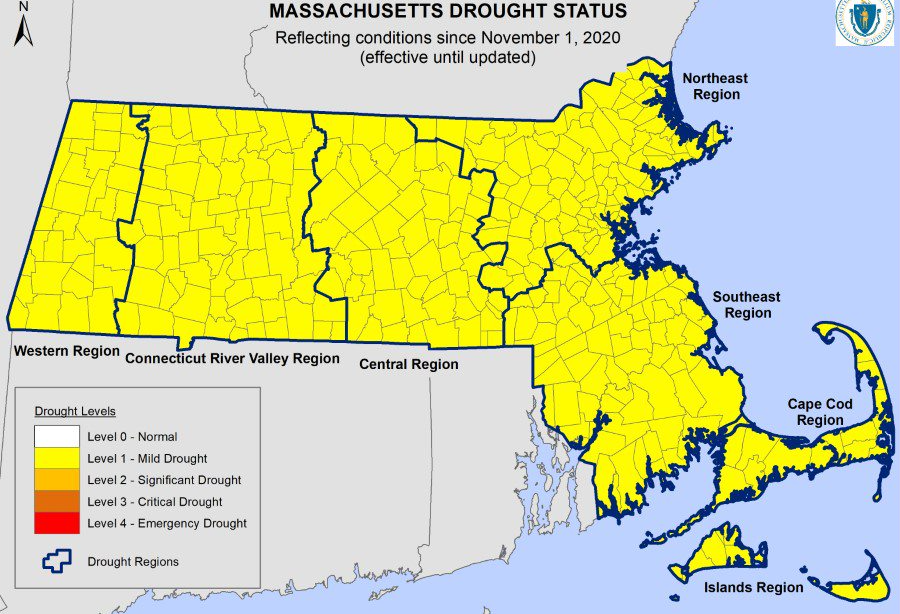 MASSACHUSETTS DROUGHT STATUS
Reflecting conditions since November 1, 2020
(effective until updated)
N
Northeast
Region
Southeast
Region
Cape Cod
Region
Western Region
Connecticut River Valley Region
Central Region
Islands Region
Drought Levels
Level 0 - Normal
Level 1 - Mild Drought
Level 2 - Significant Drought
Level 3 - Critical Drought
Level 4 - Emergency Drought
Drought Regions